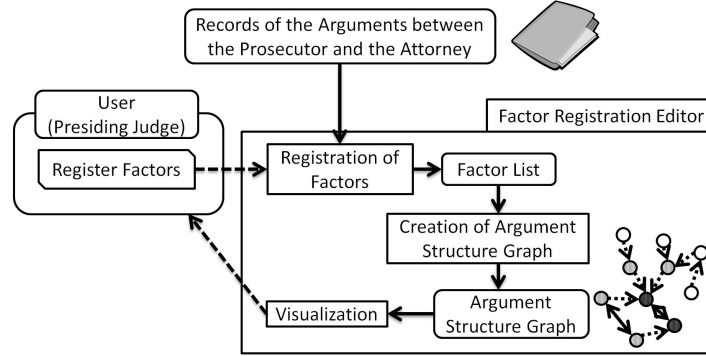 Records of the Arguments between
the Prosecutor and the Attorney
User
(Presiding Judge)
Factor Registration Editor
Register Factors
Registration of
Factors
Factor List
Creation of Argument
Structure Graph
Visualization
Argument
Structure Graph